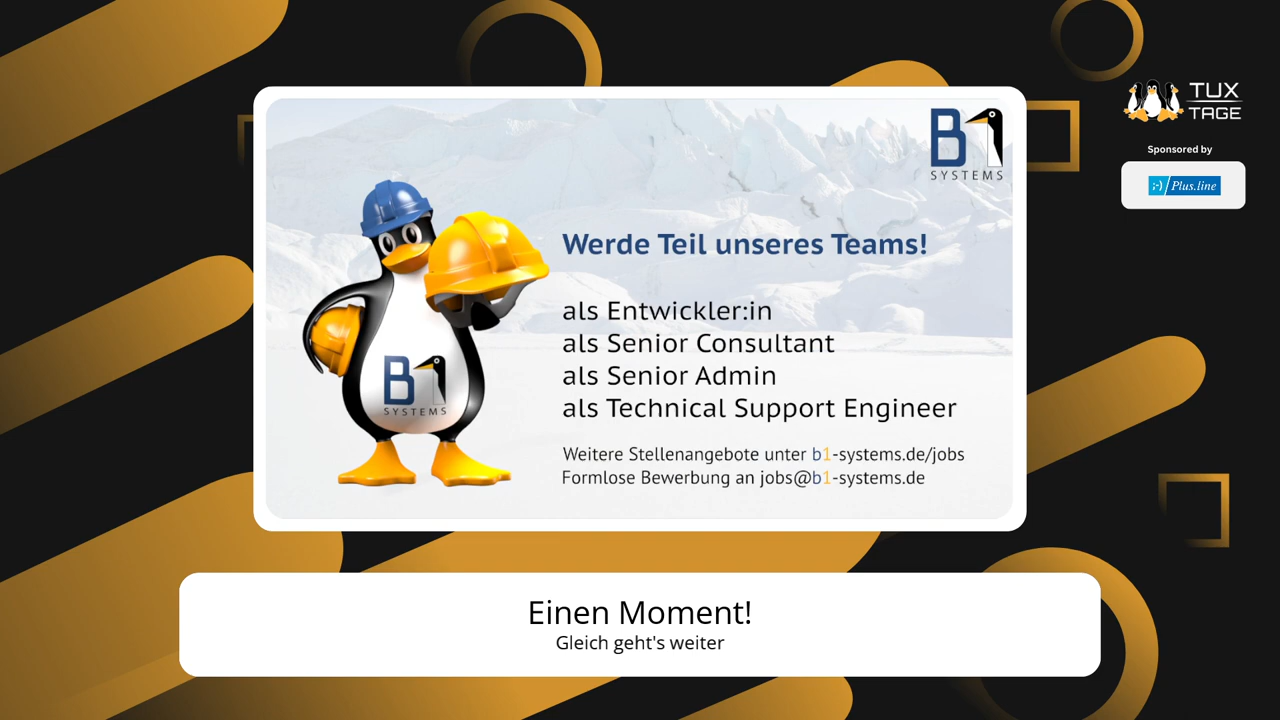 TUX
TAGE
Sponsored by
;-) Plus.line
B1
SYSTEMS
Werde Teil unseres Teams!
als Entwickler:in
als Senior Consultant
als Senior Admin
als Technical Support Engineer
B1
SYSTEMS
Weitere Stellenangebote unter b1-systems.de/jobs
Formlose Bewerbung an jobs@b1-systems.de
Einen Moment!
Gleich geht's weiter